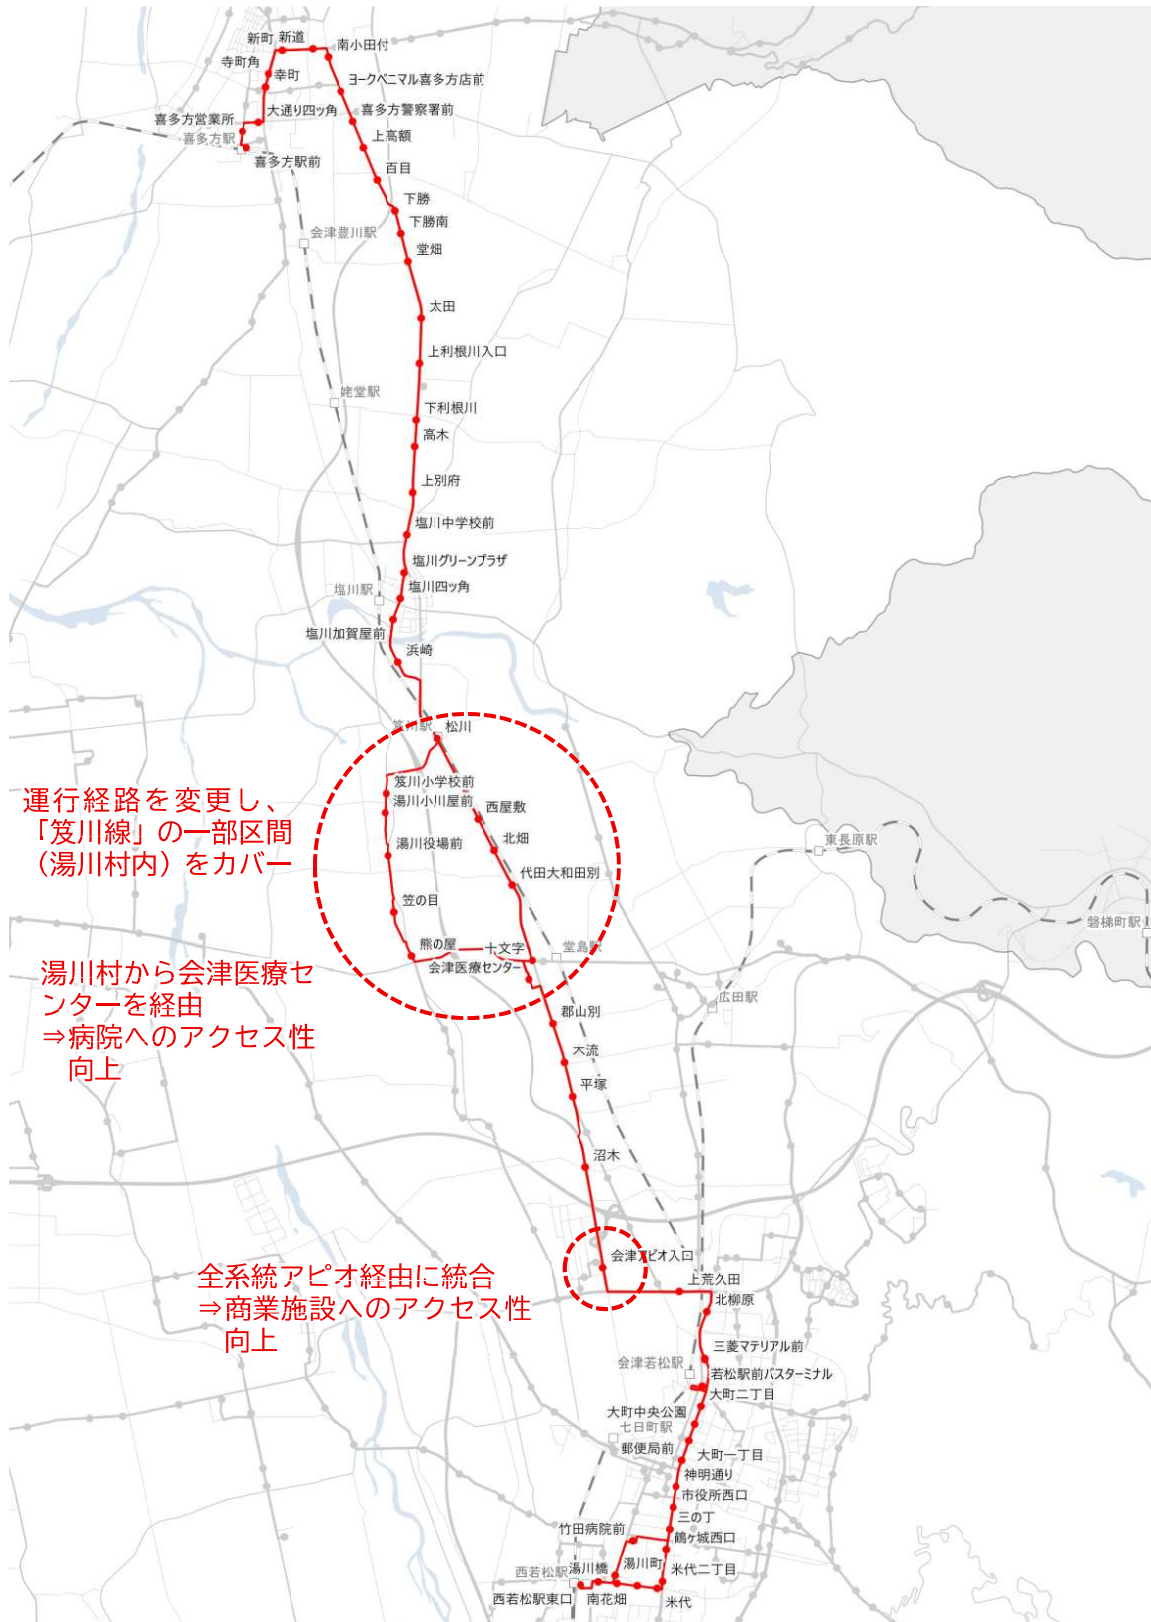 新町
新道
南小田付
寺町角
幸町
ヨークベニマル喜多方店前
喜多方営業所
大通り四ッ角
喜多方警察署前
喜多方駅
上高額
喜多方駅前
百目
下勝
下勝南
会津豊川駅
堂畑
太田
上利根川入口
姥堂駅
下利根川
高木
上別府
塩川中学校前
塩川グリーンプラザ
塩川駅
塩川四ッ角
塩川加賀屋前
浜崎
笈川駅
松川
笈川小学校前
湯川小川屋前
西屋敷
運行経路を変更し、
「笈川線」の一部区間
（湯川村内）をカバー
湯川役場前
北畑
東長原駅
代田大和田別
笠の目
磐梯町駅
熊の屋
十文字
堂島駅
会津医療センター
湯川村から会津医療セ
ンターを経由
⇒病院へのアクセス性
向上
広田駅
郡山別
木流
平塚
沼木
会津アピオ入口
全系統アピオ経由に統合
⇒商業施設へのアクセス性
向上
上荒久田
北柳原
三菱マテリアル前
会津若松駅
若松駅前バスターミナル
大町二丁目
大町中央公園
七日町駅
郵便局前
大町一丁目
神明通り
市役所西口
三の丁
竹田病院前
鶴ヶ城西口
西若松駅
湯川橋
湯川町
米代二丁目
西若松駅東口
南花畑
米代